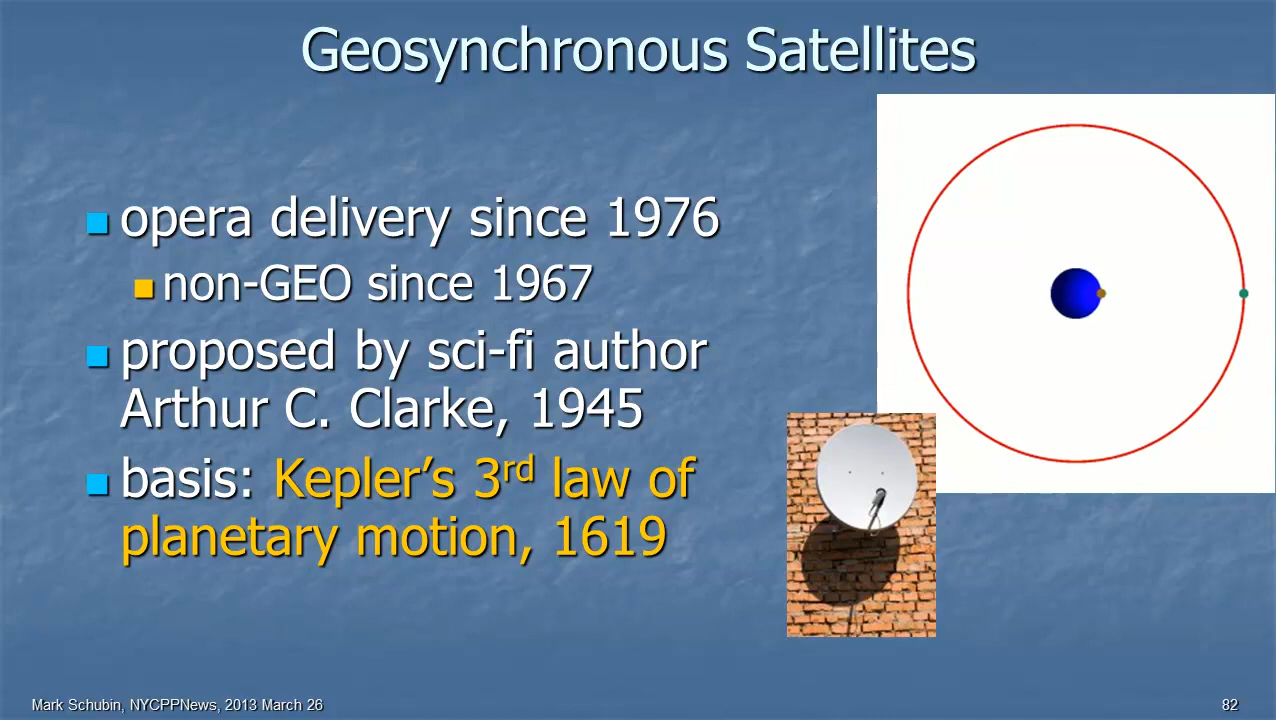 Geosynchronous Satellites
opera delivery since 1976
non-GEO since 1967
proposed by sci-fi author
Arthur C. Clarke, 1945
basis: Kepler’s 3rd law of
planetary motion, 1619
Mark Schubin, NYCPPNews, 2013 March 26
82